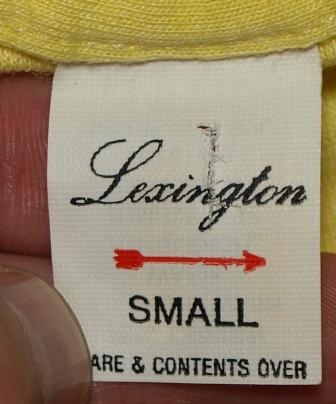 Lexington
SMALL
ARE & CONTENTS OVER